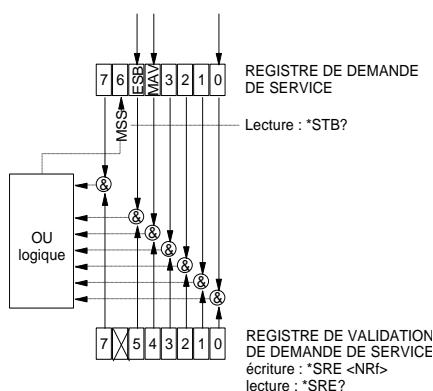 7 6 ESB MAV 3 2 1 0
REGISTRE DE DEMANDE
DE SERVICE
MSS
Lecture : *STB?
&
OU
logique
&
&
&
&
&
&
7 5 4 3 2 1 0
REGISTRE DE VALIDATION
DE DEMANDE DE SERVICE
écriture : *SRE <NRf>
lecture : *SRE?